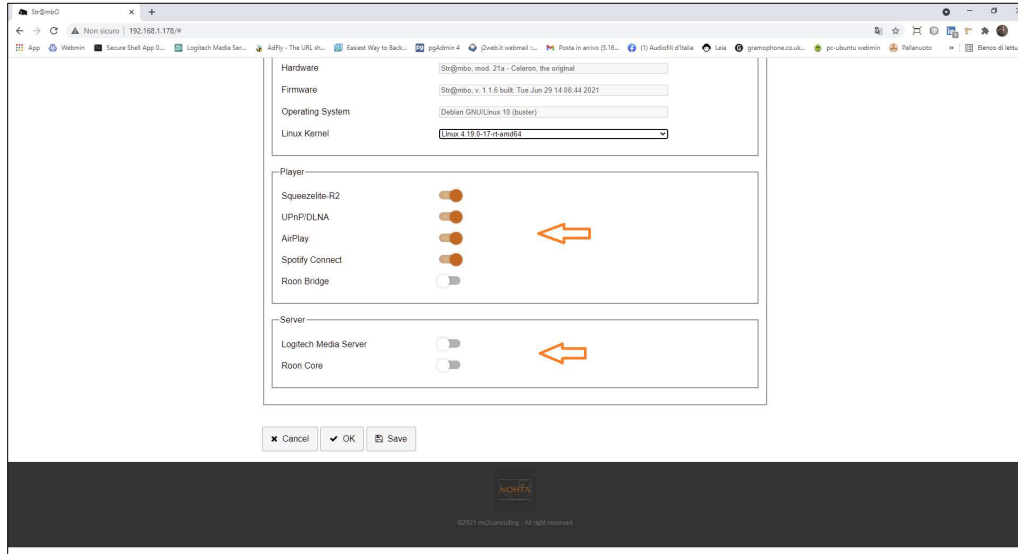 Str@mbO
Non sicuro | 192.168.1.178/#
App Webmin Secure Shell App 0... Logitech Media Ser... AdFly - The URL sh... Easiest Way to Back... pgAdmin 4 j2web.it webmail :... Posta in arrivo (5.16... (1) Audiofili d'Italia Leia gramophone.co.uk... pc-ubuntu webmin Pallanuoto » Elenco di lettu
Hardware Str@mbo, mod. 21a - Celeron, the original
Firmware Str@mbo, v. 1.1.6 built: Tue Jun 29 14:08:44 2021
Operating System Debian GNU/Linux 10 (buster)
Linux Kernel Linux 4.19.0-17-rt-amd64
Player
Squeezelite-R2
UPnP/DLNA
AirPlay
Spotify Connect
Roon Bridge
Server
Logitech Media Server
Roon Core
Cancel OK Save
NOHTA
©2021 mc2consulting - All right reserved